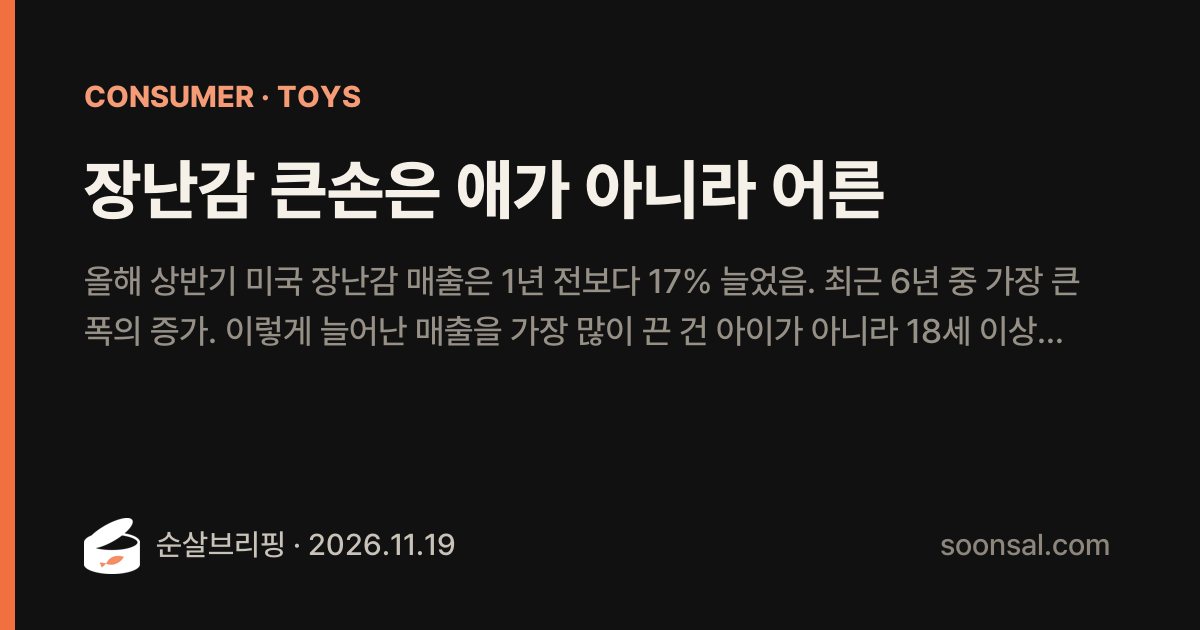 CONSUMER · TOYS
장난감 큰손은 애가 아니라 어른
올해 상반기 미국 장난감 매출은 1년 전보다 17% 늘었음. 최근 6년 중 가장 큰
폭의 증가. 이렇게 늘어난 매출을 가장 많이 끈 건 아이가 아니라 18세 이상...
순살브리핑 · 2026.11.19
soonsal.com